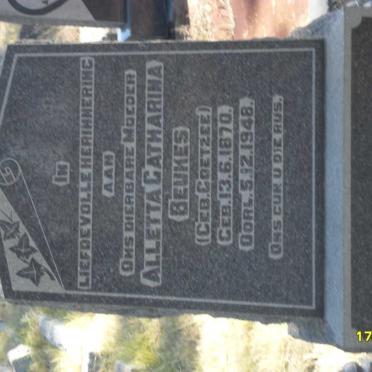 IN
LIEFDEVOLLE HERINNERING
AAN
ONS DIERBARE MOEDER
ALLETTA CATHARINA
BEUKES
(GEB. COETZEE)
GEB. 13.6.1870.
OORL. 5.12.1948.
ONS GUN U DIE RUS.
17